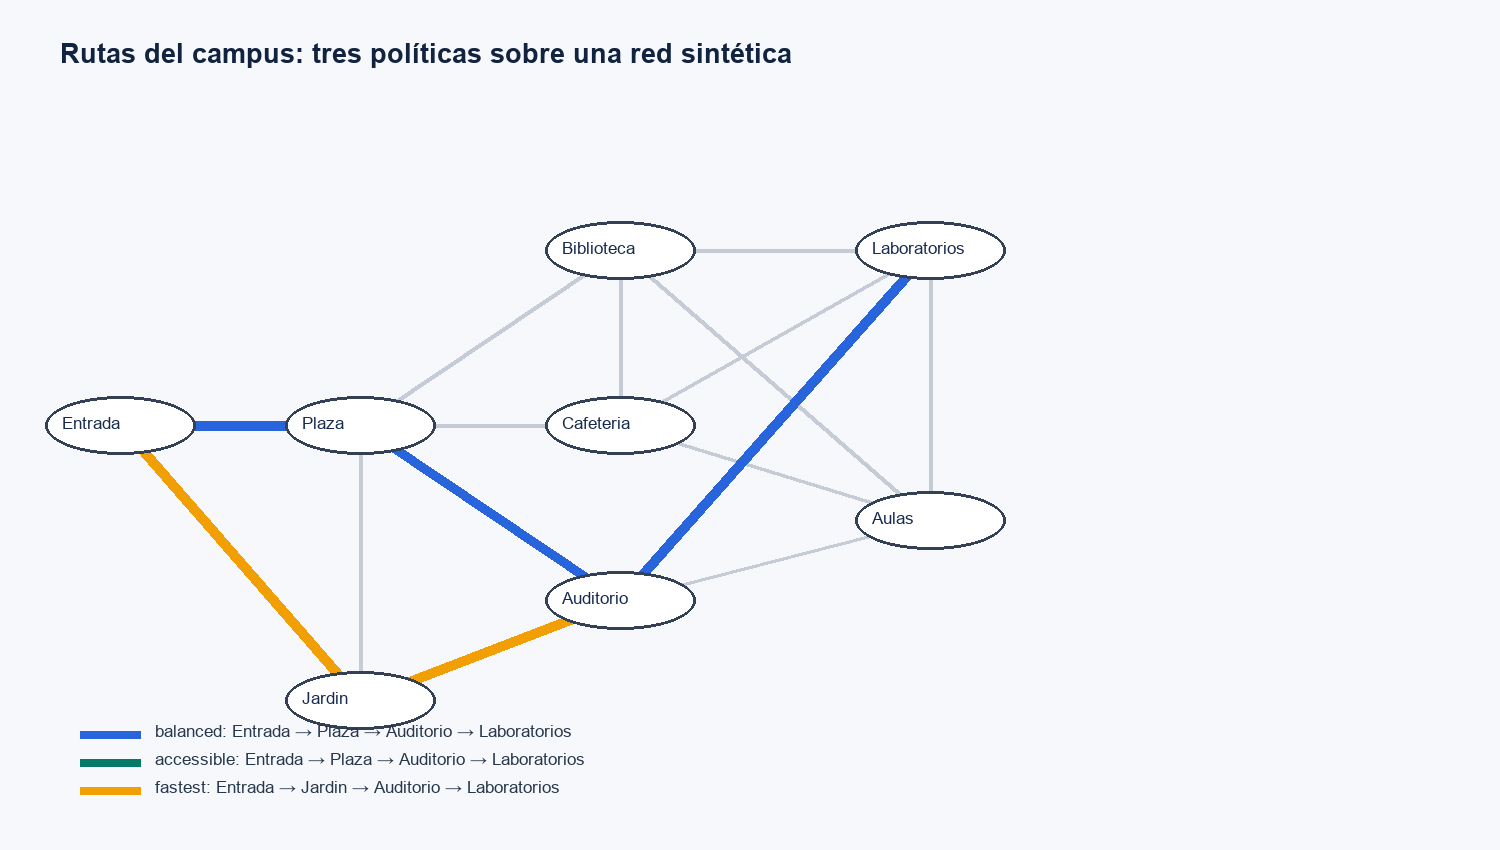 Rutas del campus: tres políticas sobre una red sintética
Biblioteca
Laboratorios
Entrada
Plaza
Cafeteria
Aulas
Auditorio
Jardin
balanced: Entrada → Plaza → Auditorio → Laboratorios
accessible: Entrada → Plaza → Auditorio → Laboratorios
fastest: Entrada → Jardin → Auditorio → Laboratorios